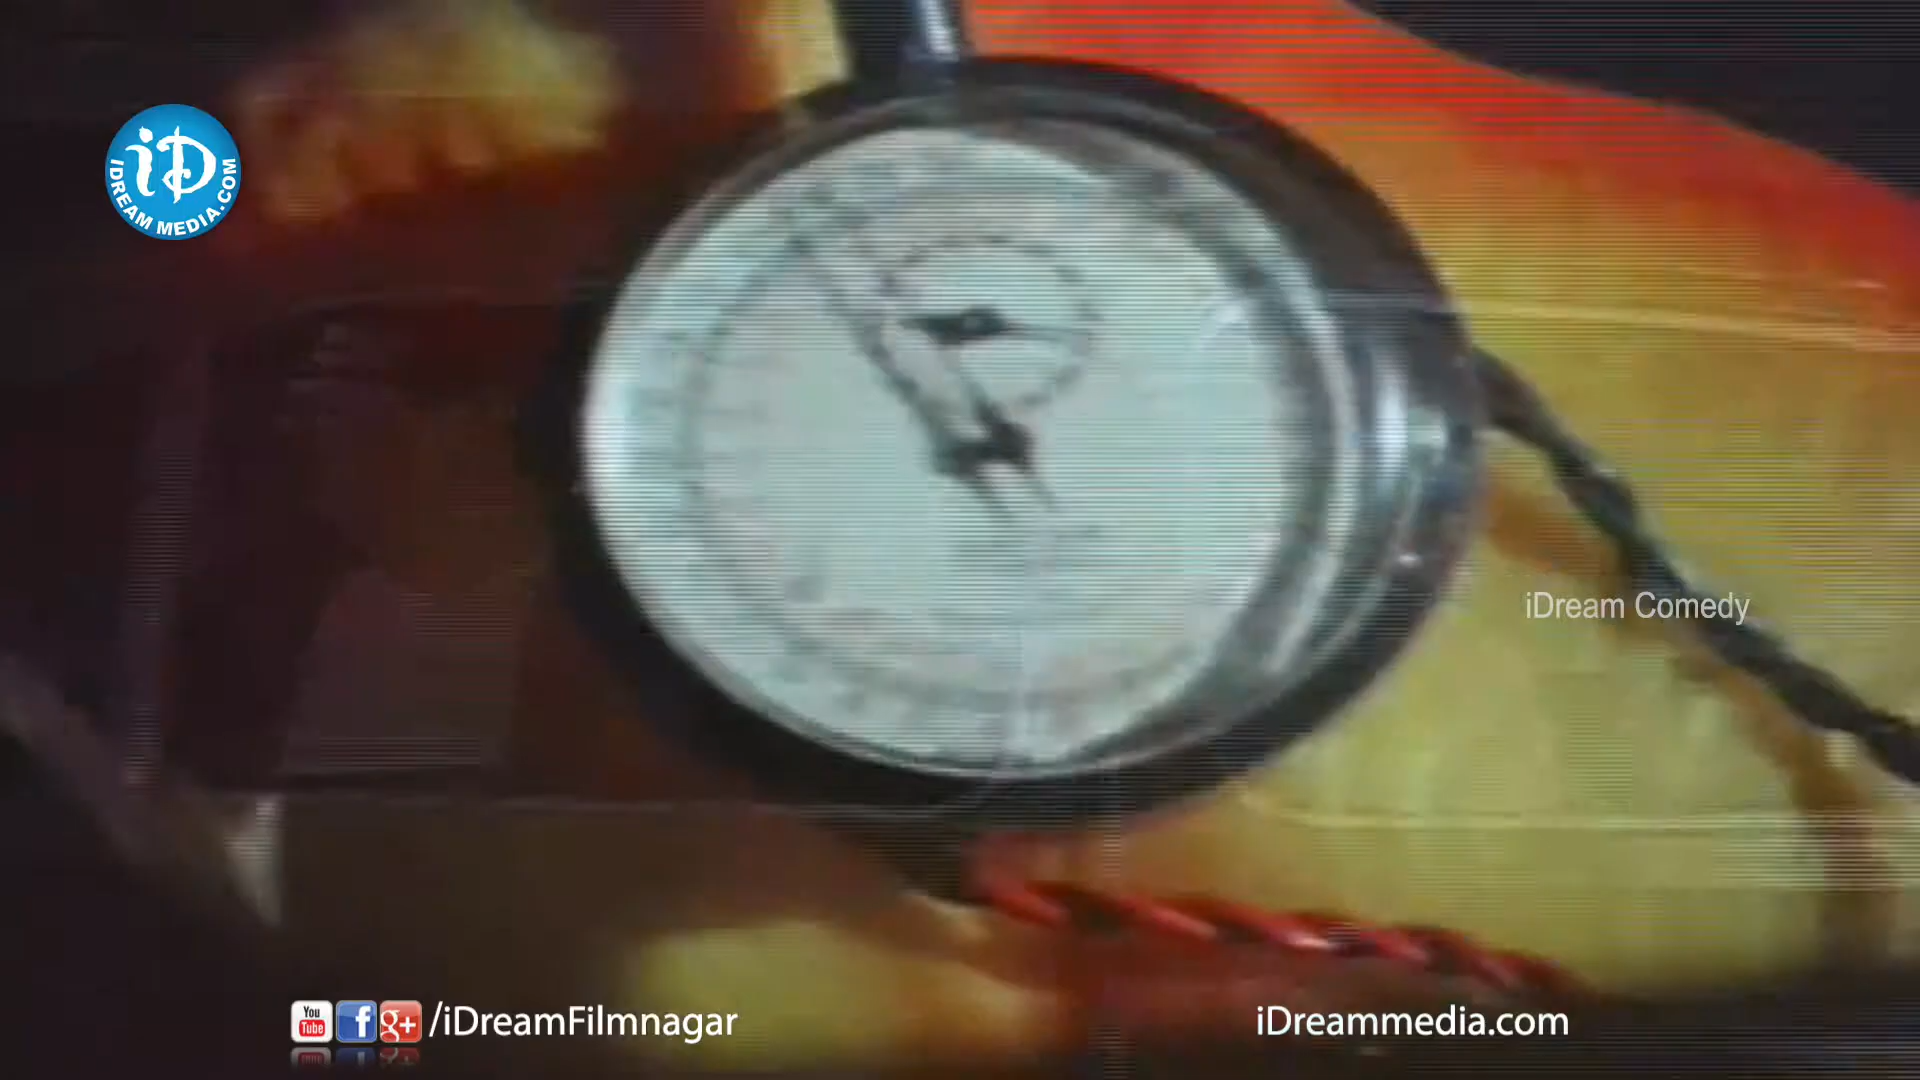 iD
IDREAM MEDIA.COM
iDream Comedy
You Tube f g+ /iDreamFilmnagar
iDreammedia.com